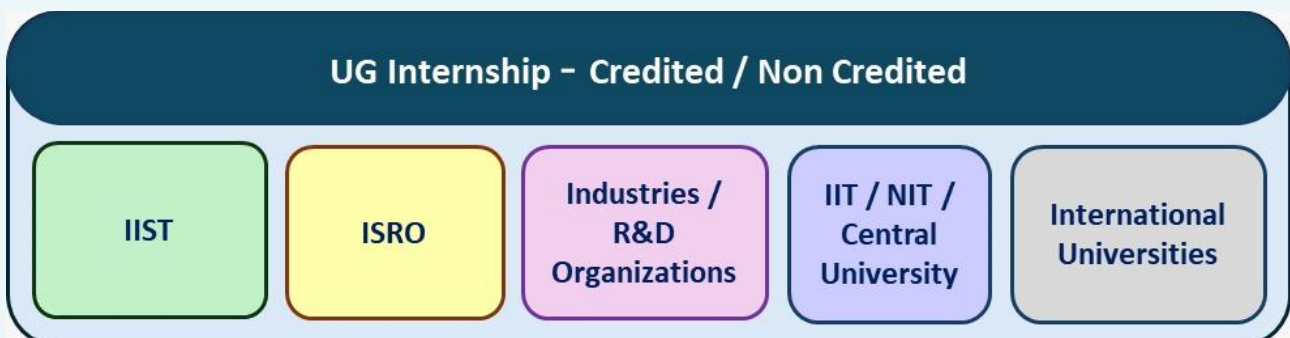 UG Internship - Credited / Non Credited
IIST
ISRO
Industries /
R&D
Organizations
IIT / NIT /
Central
University
International
Universities